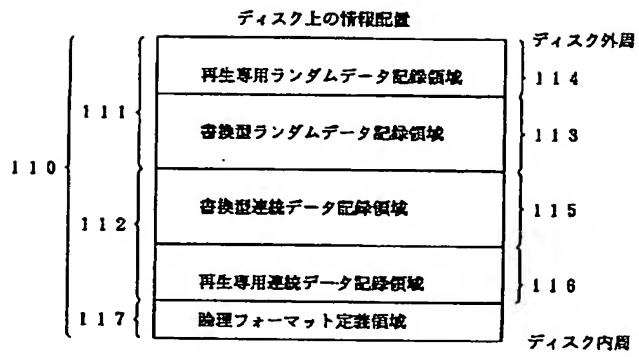 ディスク上の情報配置
ディスク外周
再生専用ランダムデータ記録領域
114
111
書換型ランダムデータ記録領域
113
110
書換型連続データ記録領域
115
112
再生専用連続データ記録領域
116
117
論理フォーマット定義領域
ディスク内周